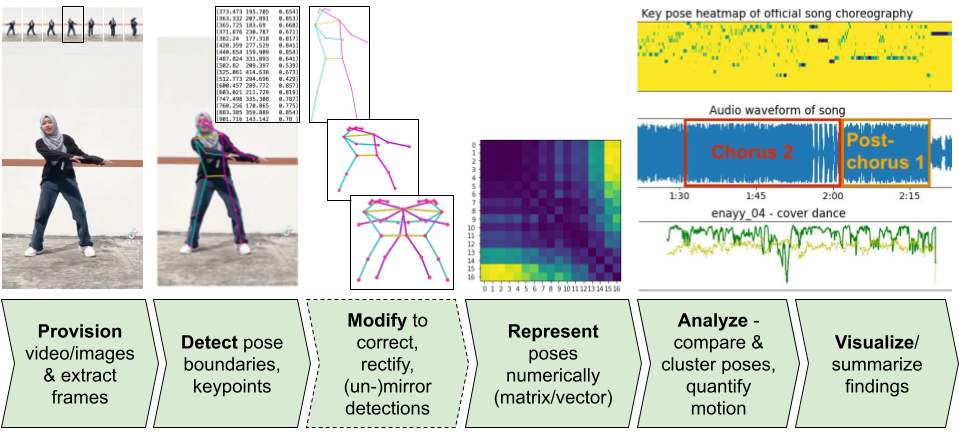 [373.473 195.705 0.654]
[363.332 207.891 0.853]
[365.725 183.69 0.668]
[371.876 230.787 0.671]
[382.24 177.318 0.817]
[420.359 277.529 0.841]
[440.654 159.909 0.854]
[487.824 331.893 0.641]
[502.82 209.397 0.539]
[525.061 414.638 0.673]
[512.773 294.696 0.429]
[600.457 289.772 0.857]
[603.021 211.729 0.819]
[747.498 335.308 0.787]
[760.256 170.865 0.775]
[883.385 359.889 0.854]
[901.716 143.142 0.78 ]
0
1
2
3
4
5
6
7
8
9
10
11
12
13
14
15
16
0 1 2 3 4 5 6 7 8 9 10 11 12 13 14 15 16
Key pose heatmap of official song choreography
Audio waveform of song
Chorus 2
Post-
chorus 1
1:30 1:45 2:00 2:15
enayy_04 - cover dance
Provision
video/images
& extract
frames
Detect pose
boundaries,
keypoints
Modify to
correct,
rectify,
(un-)mirror
detections
Represent
poses
numerically
(matrix/vector)
Analyze -
compare &
cluster poses,
quantify
motion
Visualize/
summarize
findings